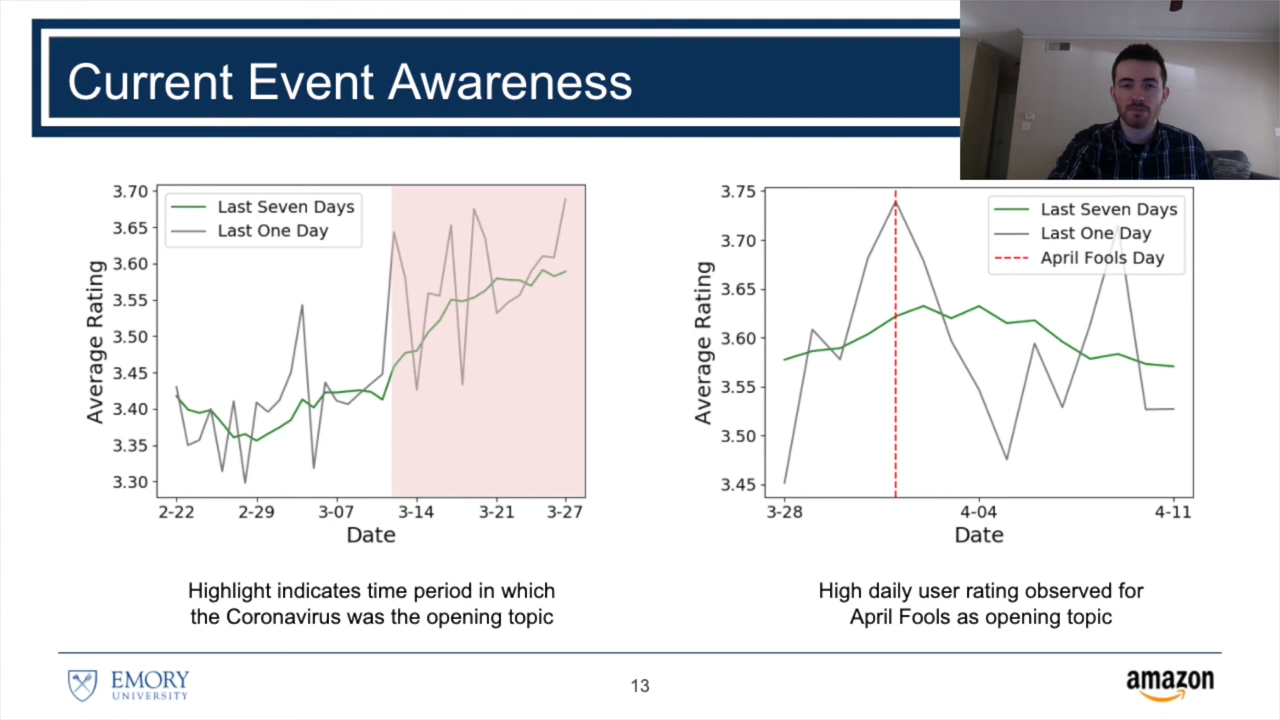 Current Event Awareness
3.70
3.65
3.60
3.55
3.50
3.45
3.40
3.35
3.30
Average Rating
Last Seven Days
Last One Day
2-22 2-29 3-07 3-14 3-21 3-27
Date
Highlight indicates time period in which
the Coronavirus was the opening topic
3.75
3.70
3.65
3.60
3.55
3.50
3.45
Average Rating
Last Seven Days
Last One Day
April Fools Day
3-28 4-04 4-11
Date
High daily user rating observed for
April Fools as opening topic
EMORY
UNIVERSITY
13
amazon